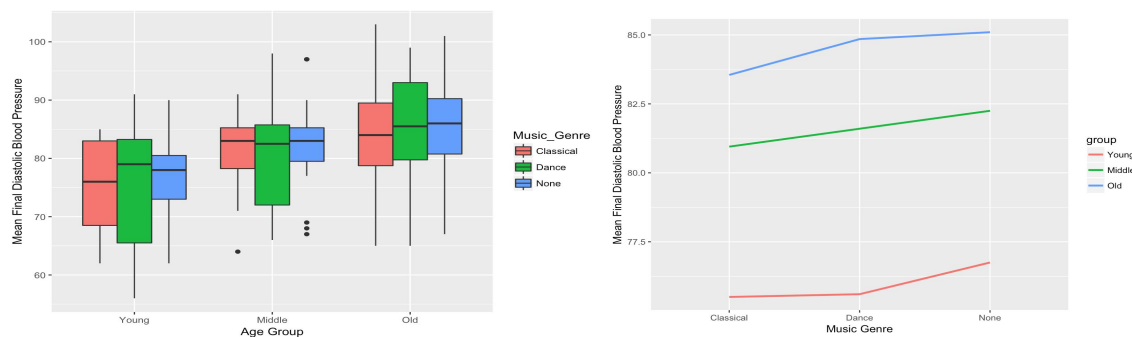 Mean Final Diastolic Blood Pressure
100
90
80
70
60
Young
Middle
Old
Age Group
Music_Genre
Classical
Dance
None
Mean Final Diastolic Blood Pressure
85.0
82.5
80.0
77.5
Classical
Dance
None
Music Genre
group
Young
Middle
Old